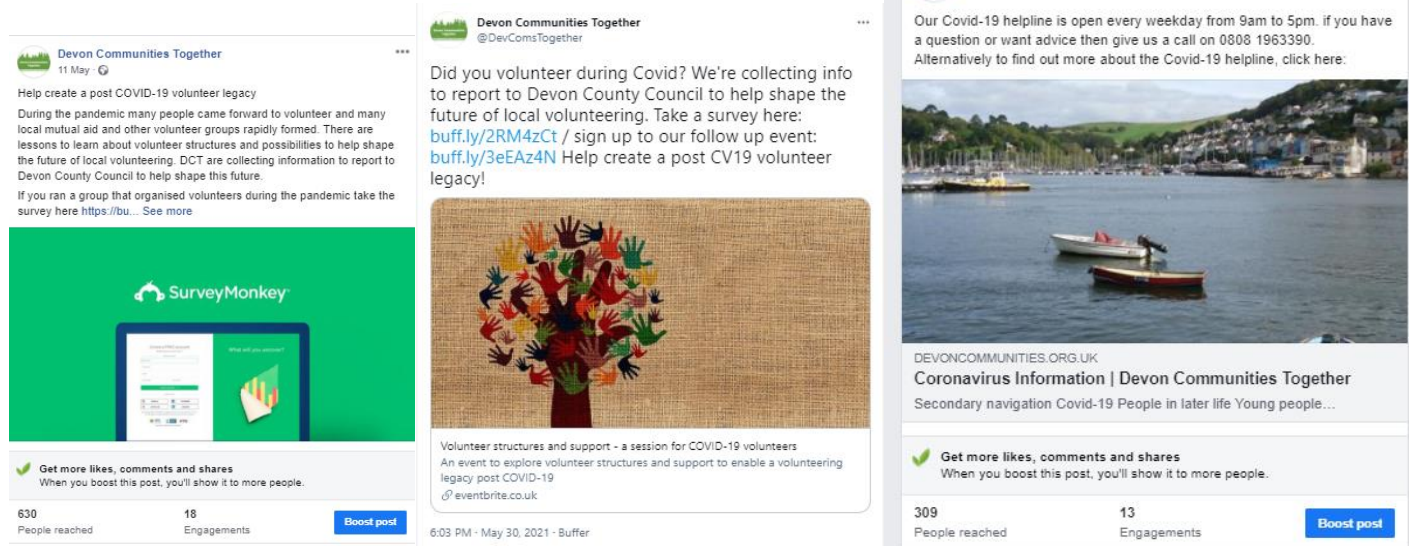 Devon Communities Together
11 May ·
Help create a post COVID-19 volunteer legacy
During the pandemic many people came forward to volunteer and many
local mutual aid and other volunteer groups rapidly formed. There are
lessons to learn about volunteer structures and possibilities to help shape
the future of local volunteering. DCT are collecting information to report to
Devon County Council to help shape this future.
If you ran a group that organised volunteers during the pandemic take the
survey here https://bu... See more
SurveyMonkey
What will you uncover?
Get more likes, comments and shares
When you boost this post, you'll show it to more people.
630
People reached
18
Engagements
Boost post
Devon Communities Together
@DevComsTogether
Did you volunteer during Covid? We're collecting info
to report to Devon County Council to help shape the
future of local volunteering. Take a survey here:
buff.ly/2RM4zCt / sign up to our follow up event:
buff.ly/3eEAz4N Help create a post CV19 volunteer
legacy!
Volunteer structures and support - a session for COVID-19 volunteers
An event to explore volunteer structures and support to enable a volunteering
legacy post COVID-19
eventbrite.co.uk
6:03 PM · May 30, 2021 · Buffer
Our Covid-19 helpline is open every weekday from 9am to 5pm. if you have
a question or want advice then give us a call on 0808 1963390.
Alternatively to find out more about the Covid-19 helpline, click here:
DEVONCOMMUNITIES.ORG.UK
Coronavirus Information | Devon Communities Together
Secondary navigation Covid-19 People in later life Young people...
Get more likes, comments and shares
When you boost this post, you'll show it to more people.
309
People reached
13
Engagements
Boost post